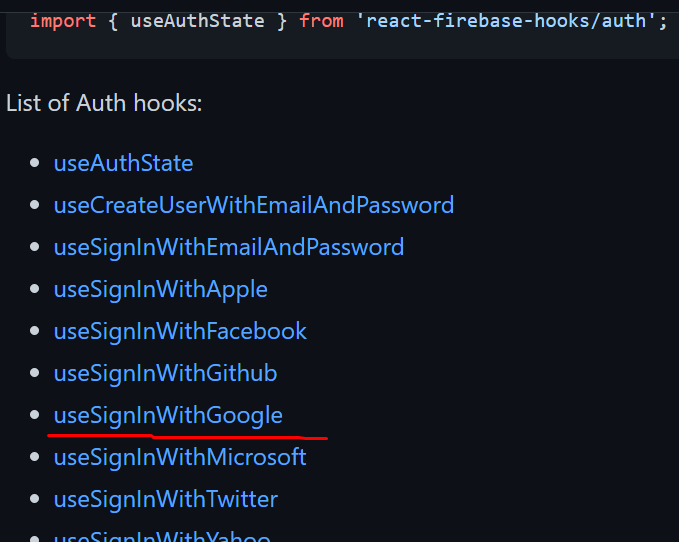 import { useAuthState } from 'react-firebase-hooks/auth';
List of Auth hooks:
useAuthState
useCreateUserWithEmailAndPassword
useSignInWithEmailAndPassword
useSignInWithApple
useSignInWithFacebook
useSignInWithGithub
useSignInWithGoogle
useSignInWithMicrosoft
useSignInWithTwitter
useSignInWithYahoo